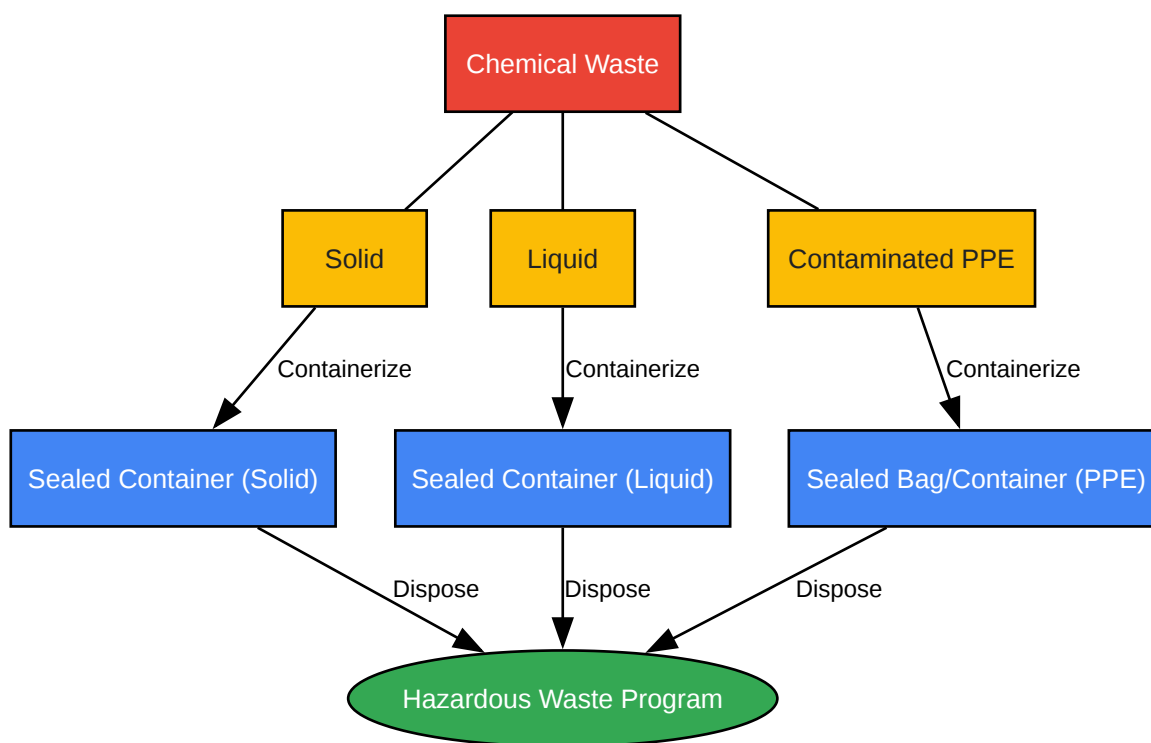 Chemical Waste
Solid
Liquid
Contaminated PPE
Containerize
Containerize
Containerize
Sealed Container (Solid)
Sealed Container (Liquid)
Sealed Bag/Container (PPE)
Dispose
Dispose
Dispose
Hazardous Waste Program